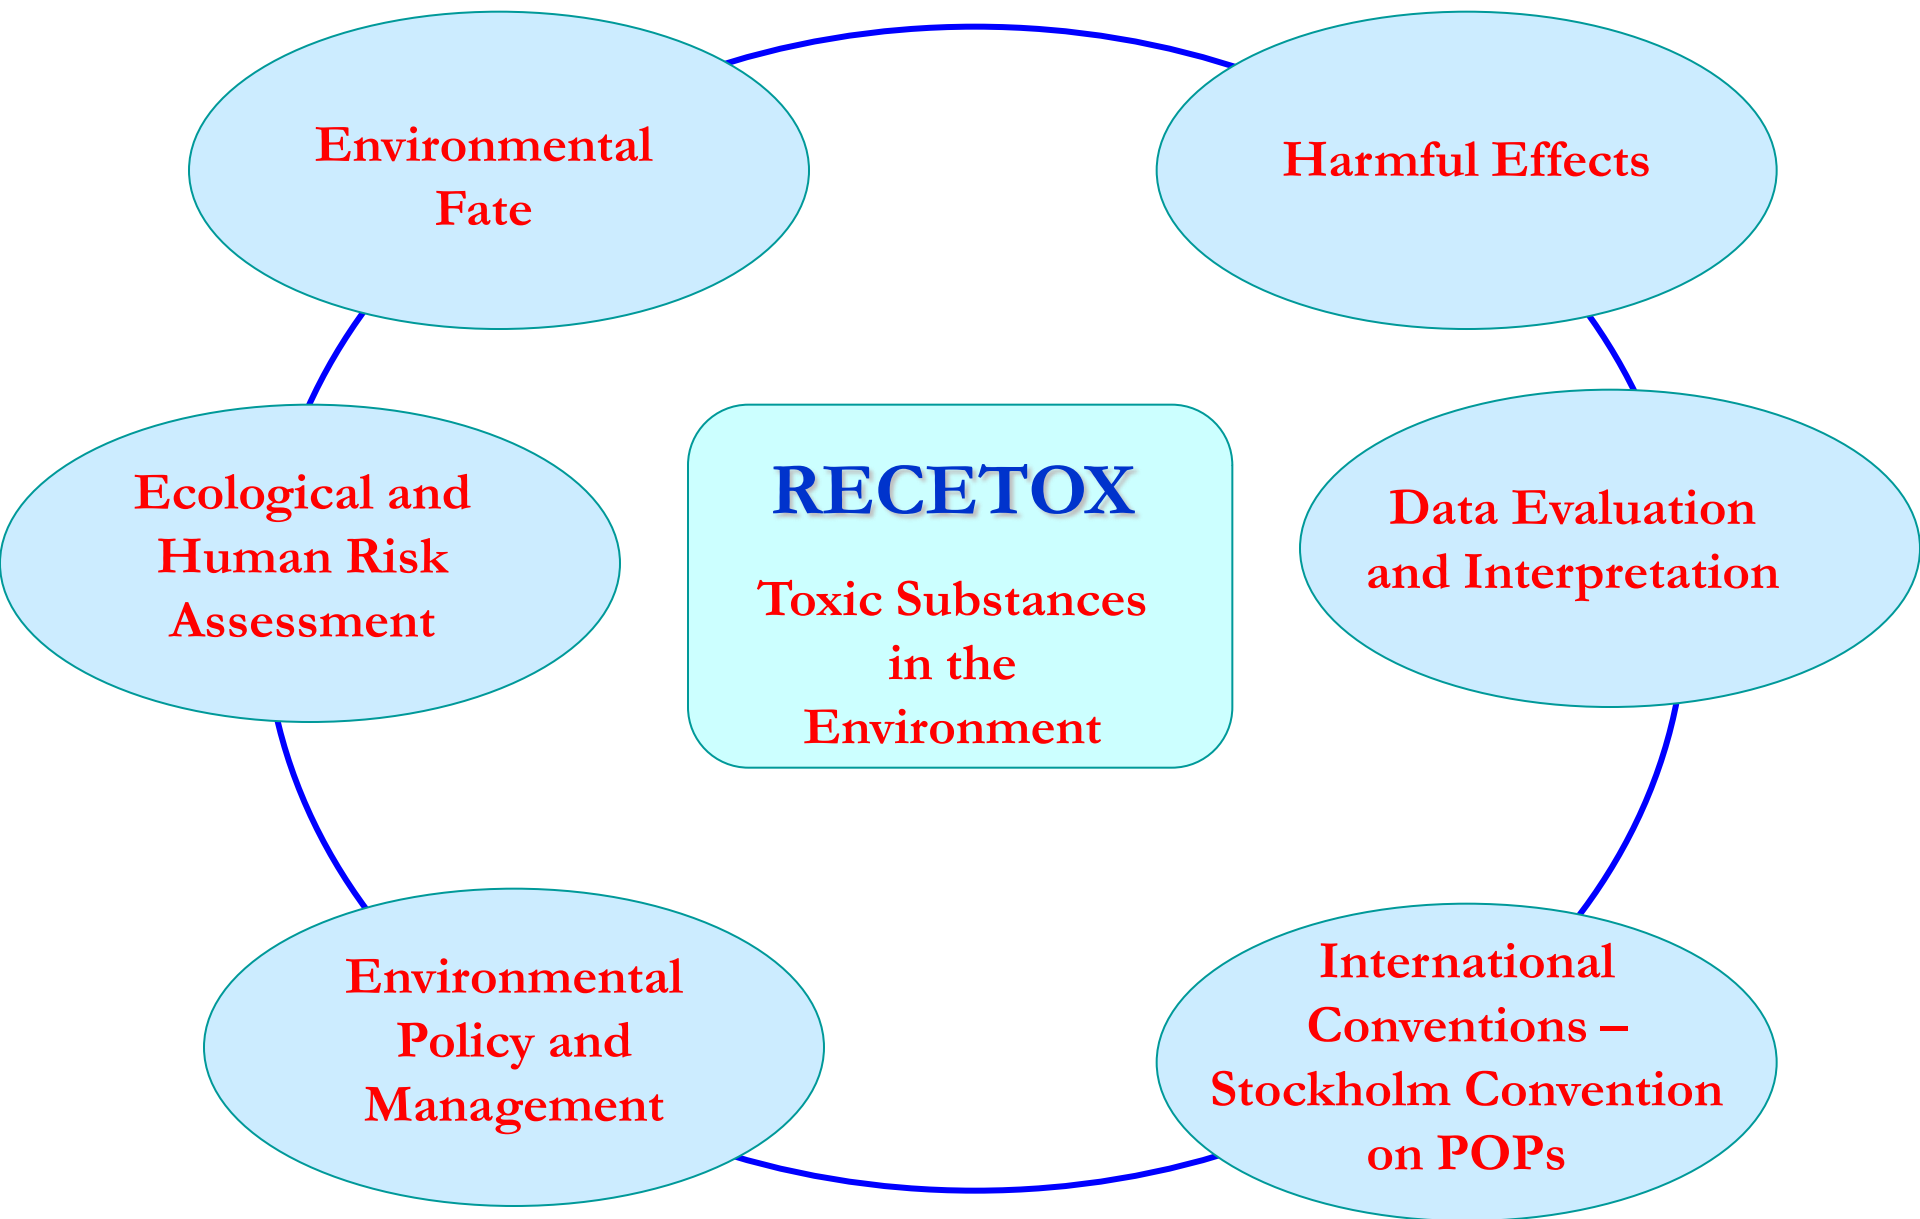 Environmental
Fate
Harmful Effects
Ecological and
Human Risk
Assessment
RECETOX
Toxic Substances
in the
Environment
Data Evaluation
and Interpretation
Environmental
Policy and
Management
International
Conventions –
Stockholm Convention
on POPs